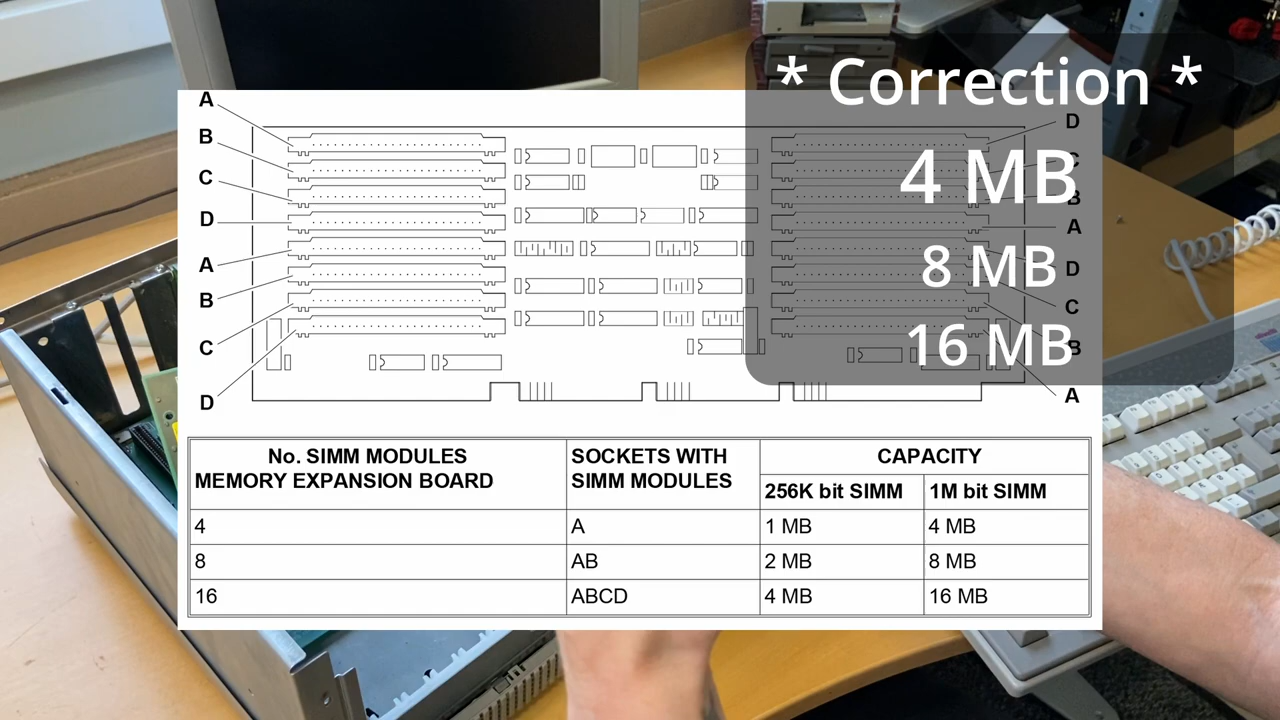 * Correction *
4 MB
8 MB
16 MB
A
B
C
D
A
B
C
D
D
C
B
A
D
C
B
A
No. SIMM MODULES
MEMORY EXPANSION BOARD
SOCKETS WITH
SIMM MODULES
CAPACITY
256K bit SIMM
1M bit SIMM
4
A
1 MB
4 MB
8
AB
2 MB
8 MB
16
ABCD
4 MB
16 MB